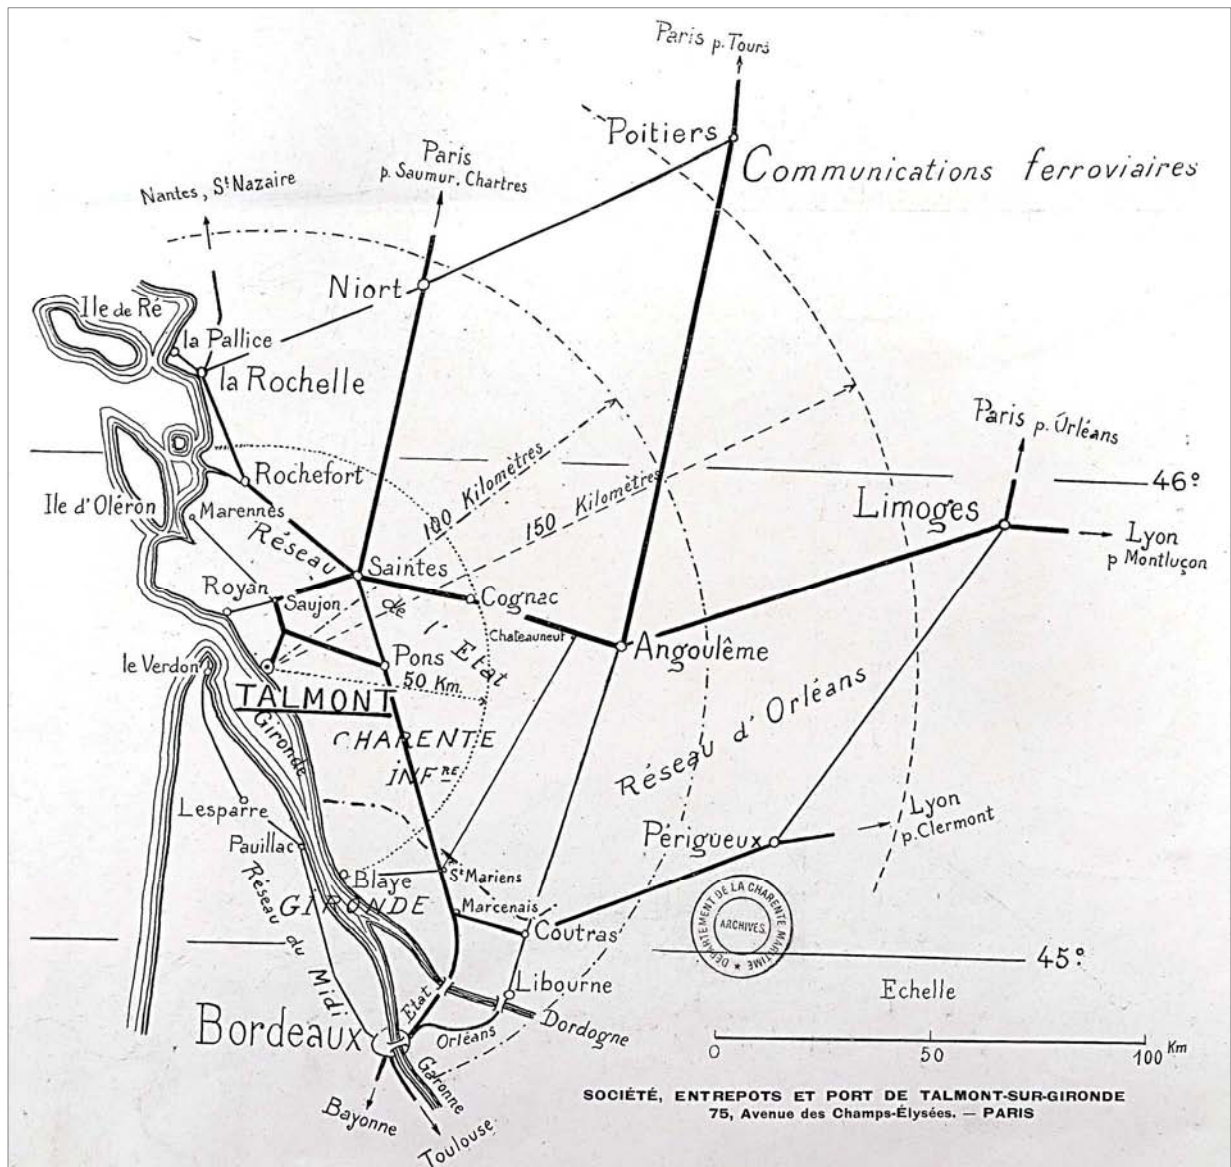 Paris
p. Tours
Poitiers
Communications ferroviaires
Paris
p. Saumur, Chartres
Nantes, Sᵗ Nazaire
Niort
Ile de Ré
la Pallice
la Rochelle
Paris p. Orléans
100 Kilomètres
150 Kilomètres
46°
Rochefort
Ile d'Oléron
Marennes
Limoges
Lyon
p Montluçon
Réseau
de l'Etat
Saintes
Royan
Saujon
Cognac
Chateauneuf
Angoulême
le Verdon
Pons
50 Km.
TALMONT
Gironde
CHARENTE
INFᴿᴱ
Réseau d'Orléans
Lesparre
Pauillac
Périgueux
Lyon
p. Clermont
Blaye
Sᵗ Mariens
GIRONDE
Marcenais
Coutras
Réseau du Midi
DÉPARTEMENT DE LA CHARENTE MARITIME
ARCHIVES
45°
Libourne
Echelle
Etat
Bordeaux
Orléans
Dordogne
0
50
100 Km
Garonne
Bayonne
Toulouse
SOCIÉTÉ, ENTREPOTS ET PORT DE TALMONT-SUR-GIRONDE
75, Avenue des Champs-Élysées. — PARIS